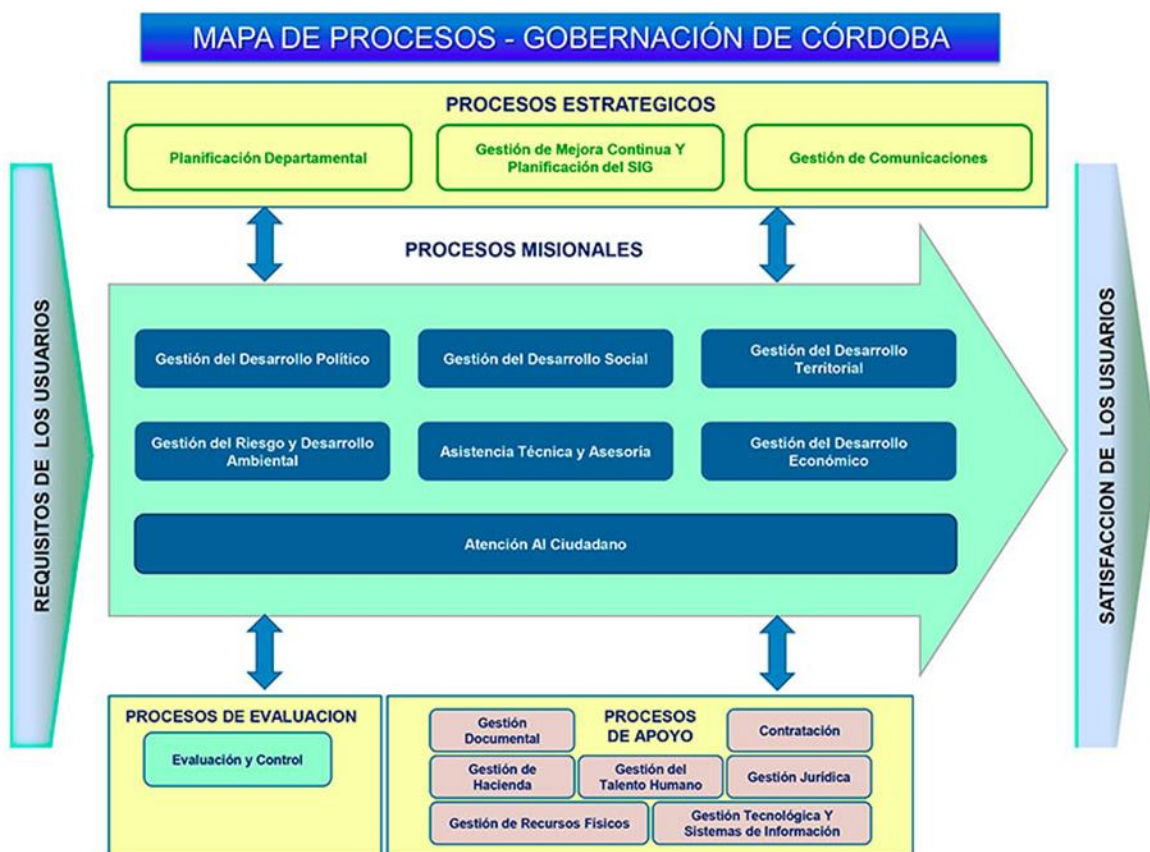 MAPA DE PROCESOS - GOBERNACIÓN DE CÓRDOBA
PROCESOS ESTRATEGICOS
Planificación Departamental
Gestión de Mejora Continua Y
Planificación del SIG
Gestión de Comunicaciones
REQUISITOS DE LOS USUARIOS
PROCESOS MISIONALES
Gestión del Desarrollo Político
Gestión del Desarrollo Social
Gestión del Desarrollo
Territorial
Gestión del Riesgo y Desarrollo
Ambiental
Asistencia Técnica y Asesoría
Gestión del Desarrollo
Económico
Atención Al Ciudadano
SATISFACCION DE LOS USUARIOS
PROCESOS DE EVALUACION
Evaluación y Control
PROCESOS
DE APOYO
Gestión
Documental
Contratación
Gestión de
Hacienda
Gestión del
Talento Humano
Gestión Jurídica
Gestión de Recursos Físicos
Gestión Tecnológica Y
Sistemas de Información